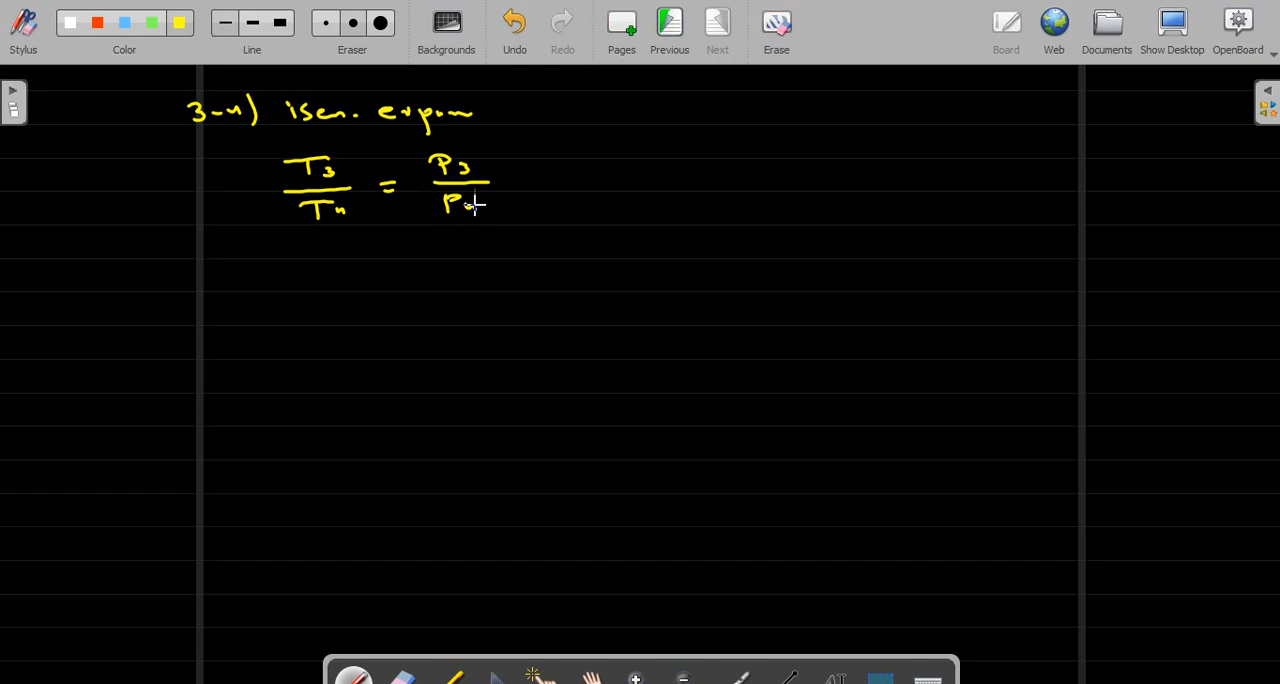 Stylus Color Line Eraser Backgrounds Undo Redo Pages Previous Next Erase Board Web Documents Show Desktop OpenBoard
3-4) isen. expan
T3 = P3
T4 P4